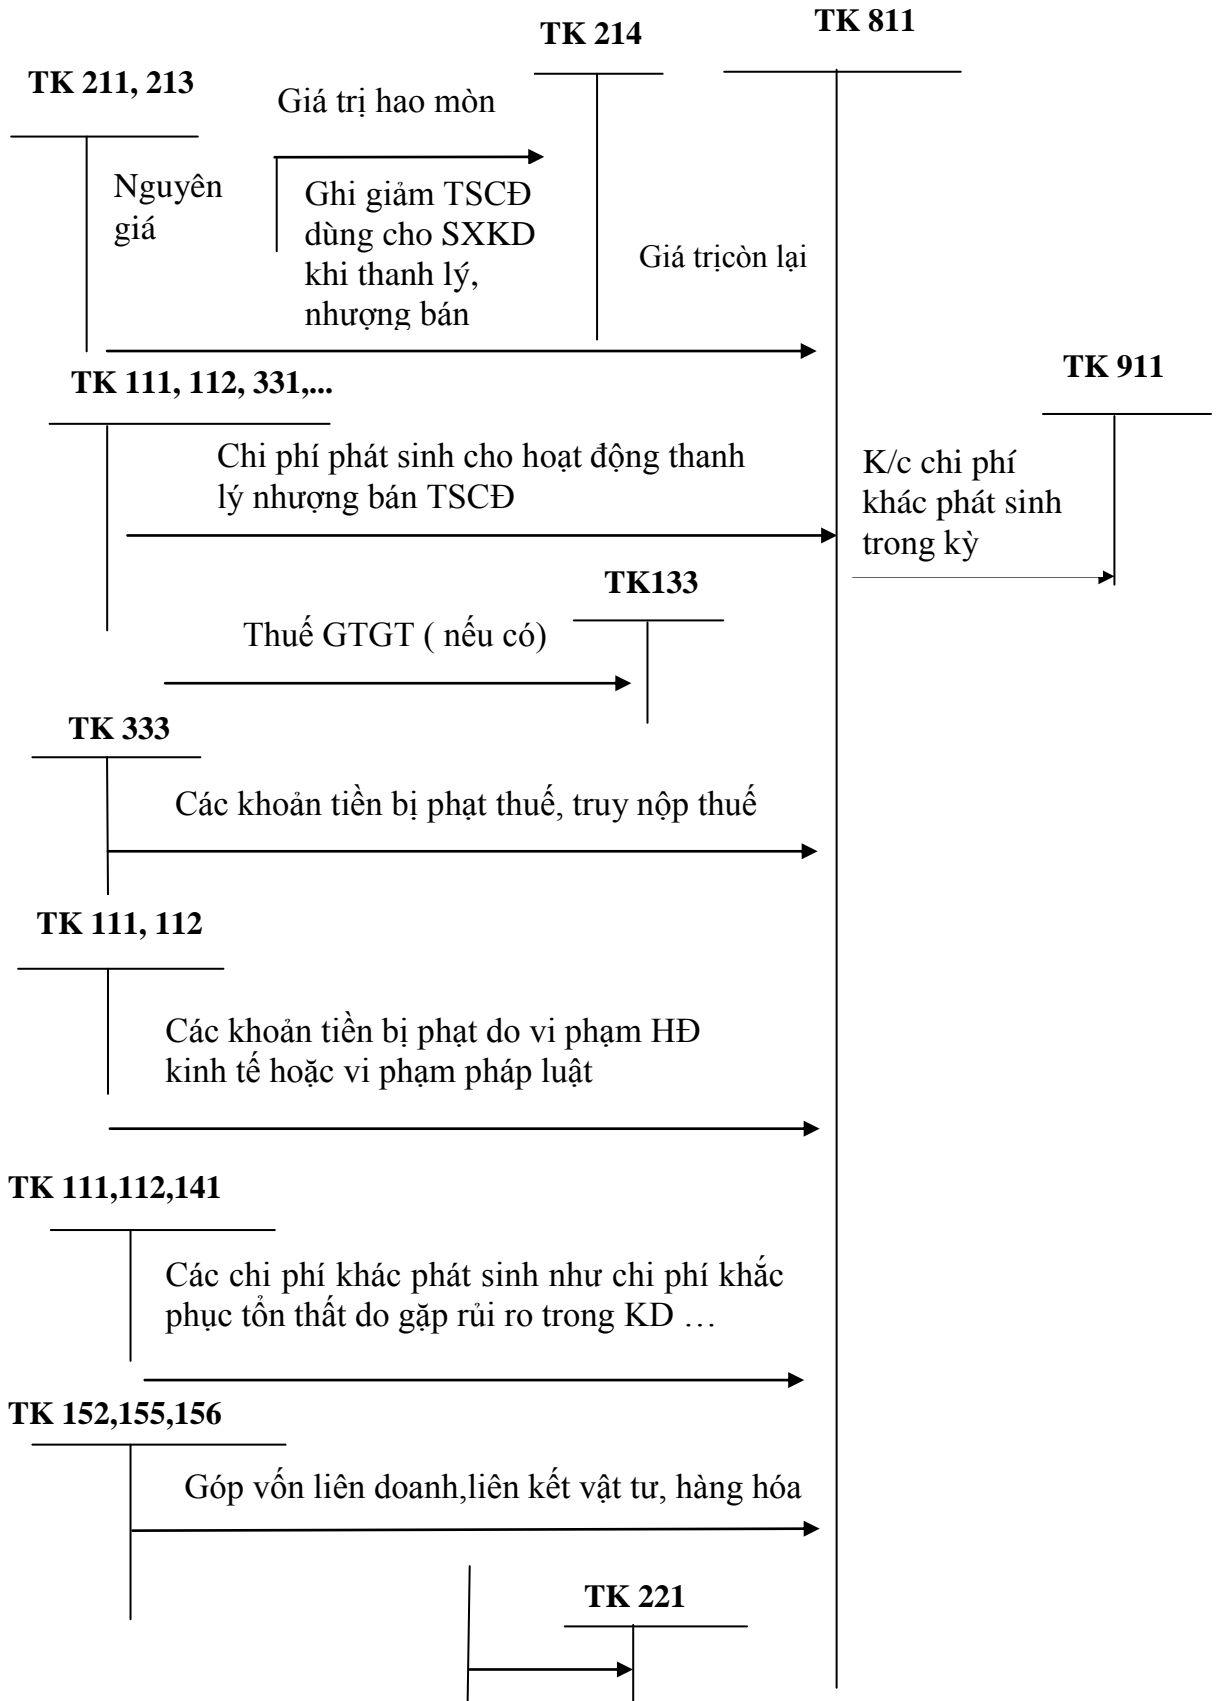 TK 811
TK 214
TK 211, 213
Giá trị hao mòn
Nguyên
giá
Ghi giảm TSCĐ
dùng cho SXKD
khi thanh lý,
nhượng bán
Giá trịcòn lại
TK 111, 112, 331,...
TK 911
Chi phí phát sinh cho hoạt động thanh
lý nhượng bán TSCĐ
K/c chi phí
khác phát sinh
trong kỳ
TK133
Thuế GTGT ( nếu có)
TK 333
Các khoản tiền bị phạt thuế, truy nộp thuế
TK 111, 112
Các khoản tiền bị phạt do vi phạm HĐ
kinh tế hoặc vi phạm pháp luật
TK 111,112,141
Các chi phí khác phát sinh như chi phí khắc
phục tổn thất do gặp rủi ro trong KD …
TK 152,155,156
Góp vốn liên doanh,liên kết vật tư, hàng hóa
TK 221